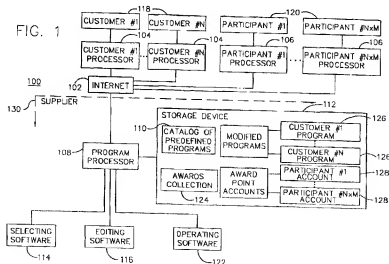 FIG. 1
118
120
CUSTOMER #1
CUSTOMER #N
PARTICIPANT #1
PARTICIPANT #NxM
104
104
106
106
CUSTOMER #1 PROCESSOR
CUSTOMER #N PROCESSOR
PARTICIPANT #1 PROCESSOR
PARTICIPANT #NxM PROCESSOR
100
102
INTERNET
130
SUPPLIER
112
STORAGE DEVICE
110
CATALOG OF PREDEFINED PROGRAMS
MODIFIED PROGRAMS
CUSTOMER #1 PROGRAM
126
CUSTOMER #N PROGRAM
126
108
PROGRAM PROCESSOR
AWARDS COLLECTION
124
AWARD POINT ACCOUNTS
PARTICIPANT #1 ACCOUNT
128
PARTICIPANT #NxM ACCOUNT
128
SELECTING SOFTWARE
114
EDITING SOFTWARE
116
OPERATING SOFTWARE
122